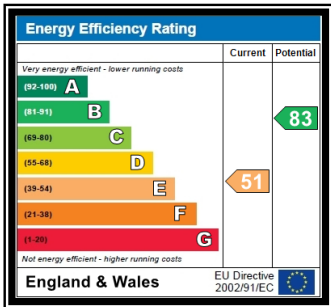 Energy Efficiency Rating
Current Potential
Very energy efficient - lower running costs
(92-100) A
(81-91) B
(69-80) C
(55-68) D
(39-54) E
(21-38) F
(1-20) G
83
51
Not energy efficient - higher running costs
England & Wales
EU Directive
2002/91/EC